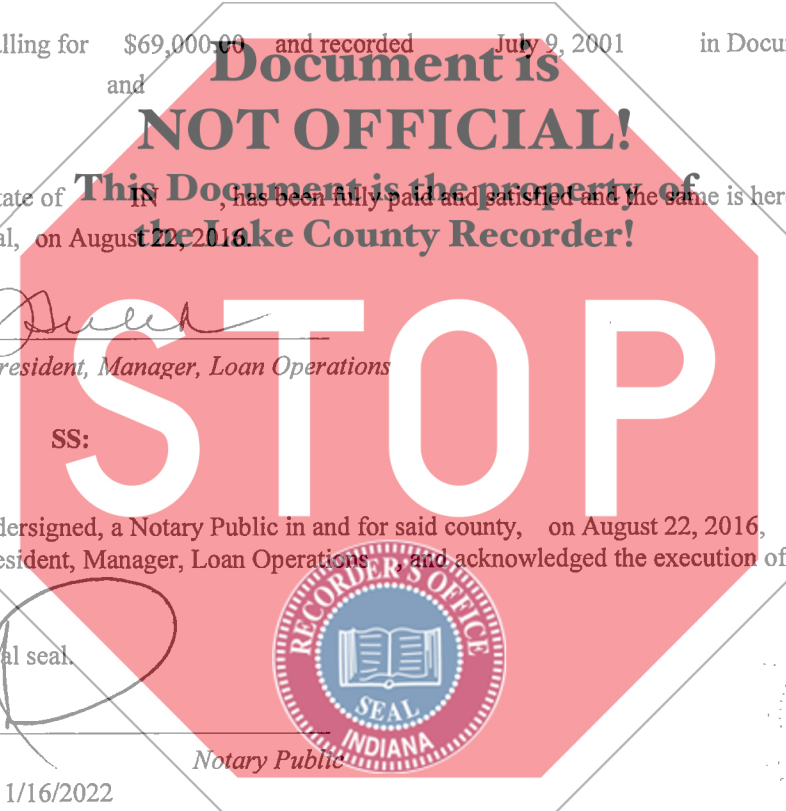 lling for $69,000.00 and recorded July 9, 2001 in Docu
Document is
and
NOT OFFICIAL!
This Document is the property of
tate of IN , has been fully paid and satisfied and the same is here
the Lake County Recorder!
al, on August 22, 2016.
resident, Manager, Loan Operations
STOP
SS:
dersigned, a Notary Public in and for said county, on August 22, 2016,
esident, Manager, Loan Operations , and acknowledged the execution of
RECORDER'S OFFICE
al seal.
SEAL
INDIANA
Notary Public
1/16/2022